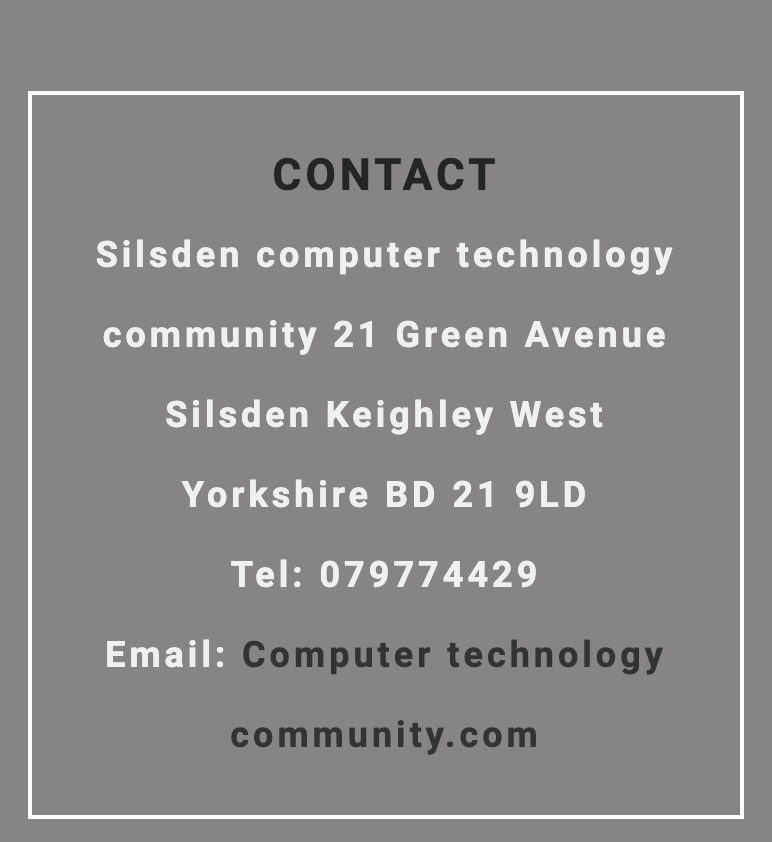 CONTACT
Silsden computer technology
community 21 Green Avenue
Silsden Keighley West
Yorkshire BD 21 9LD
Tel: 079774429
Email: Computer technology
community.com